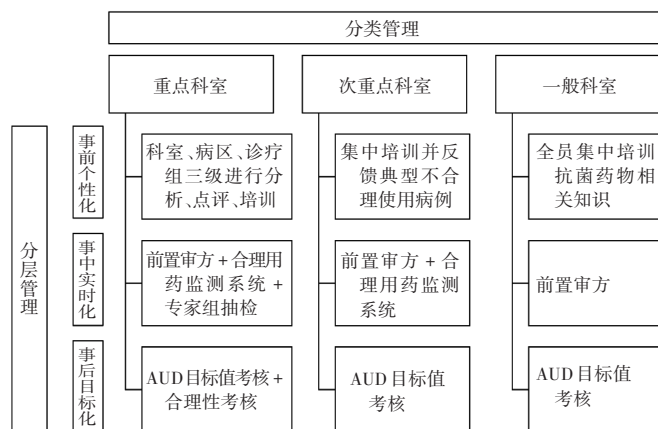 分类管理
重点科室
次重点科室
一般科室
分层管理
事前个性化
科室、病区、诊疗
组三级进行分
析、点评、培训
集中培训并反
馈典型不合
理使用病例
全员集中培训
抗菌药物相
关知识
事中实时化
前置审方+合理用
药监测系统+
专家组抽检
前置审方+合
理用药监测
系统
前置审方
事后目标化
AUD目标值考核+
合理性考核
AUD目标值
考核
AUD目标值
考核